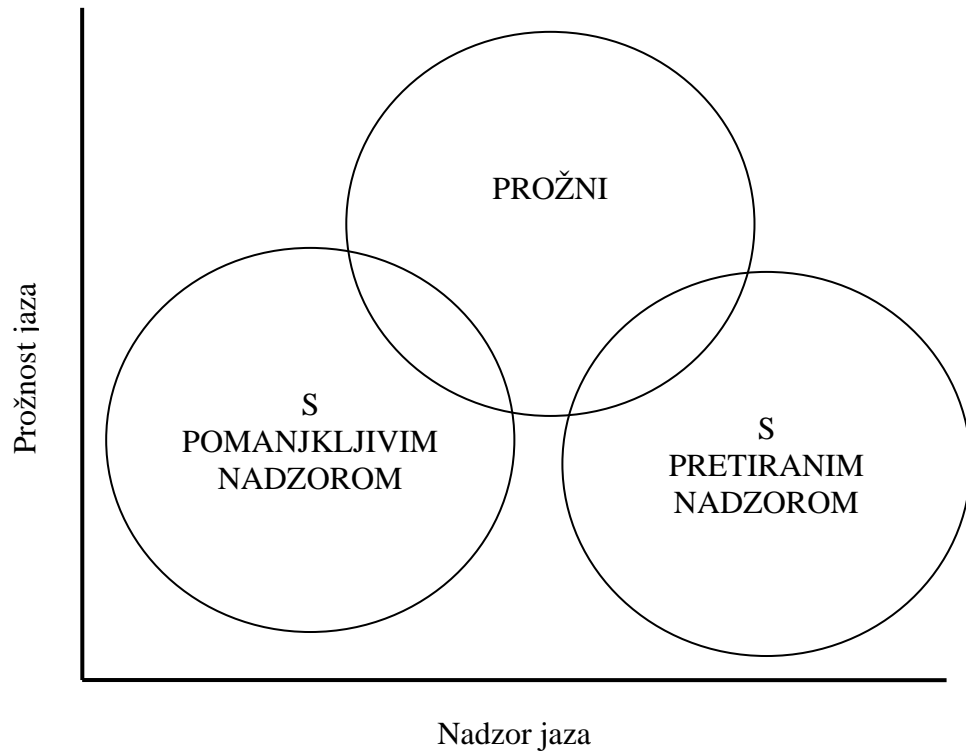 PROŽNI
Prožnost jaza
S
POMANJKLJIVIM
NADZOROM
S
PRETIRANIM
NADZOROM
Nadzor jaza